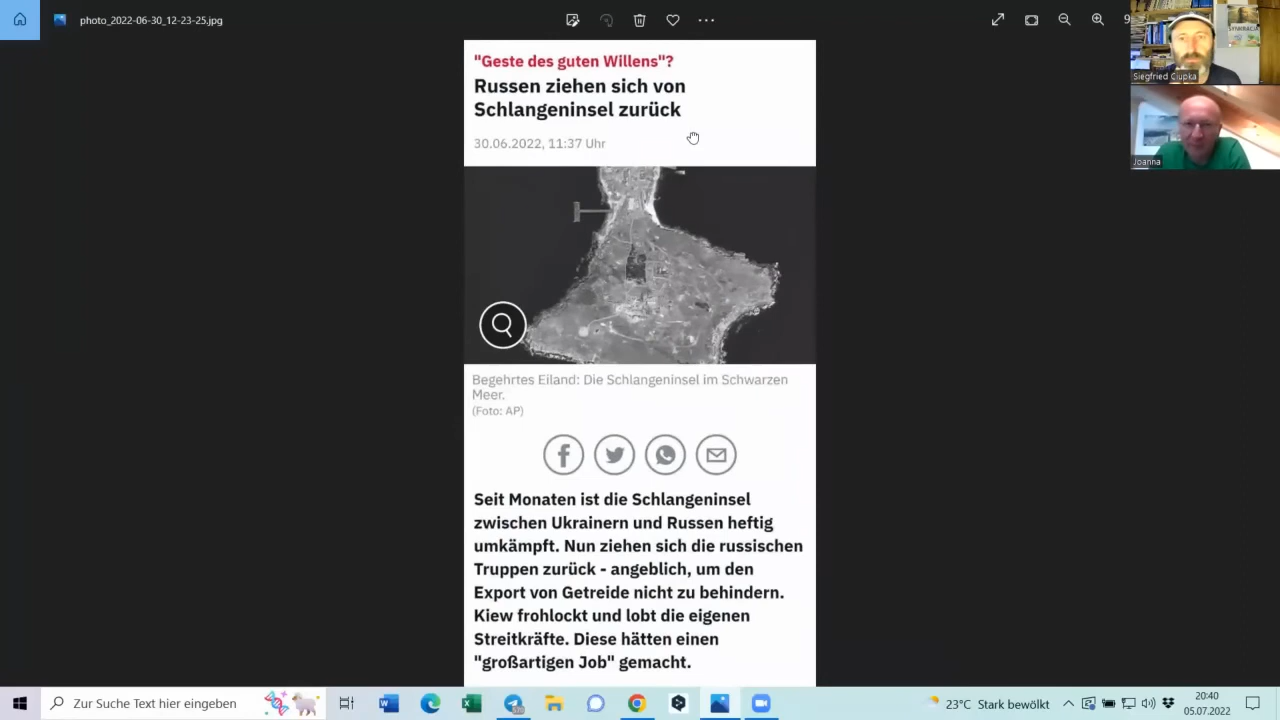 photo_2022-06-30_12-23-25.jpg
"Geste des guten Willens"?
Russen ziehen sich von
Schlangeninsel zurück
30.06.2022, 11:37 Uhr
Begehrtes Eiland: Die Schlangeninsel im Schwarzen
Meer.
(Foto: AP)
Seit Monaten ist die Schlangeninsel
zwischen Ukrainern und Russen heftig
umkämpft. Nun ziehen sich die russischen
Truppen zurück - angeblich, um den
Export von Getreide nicht zu behindern.
Kiew frohlockt und lobt die eigenen
Streitkräfte. Diese hätten einen
"großartigen Job" gemacht.
Siegfried Ciupka
Joanna
Zur Suche Text hier eingeben
23°C Stark bewölkt
20:40
05.07.2022